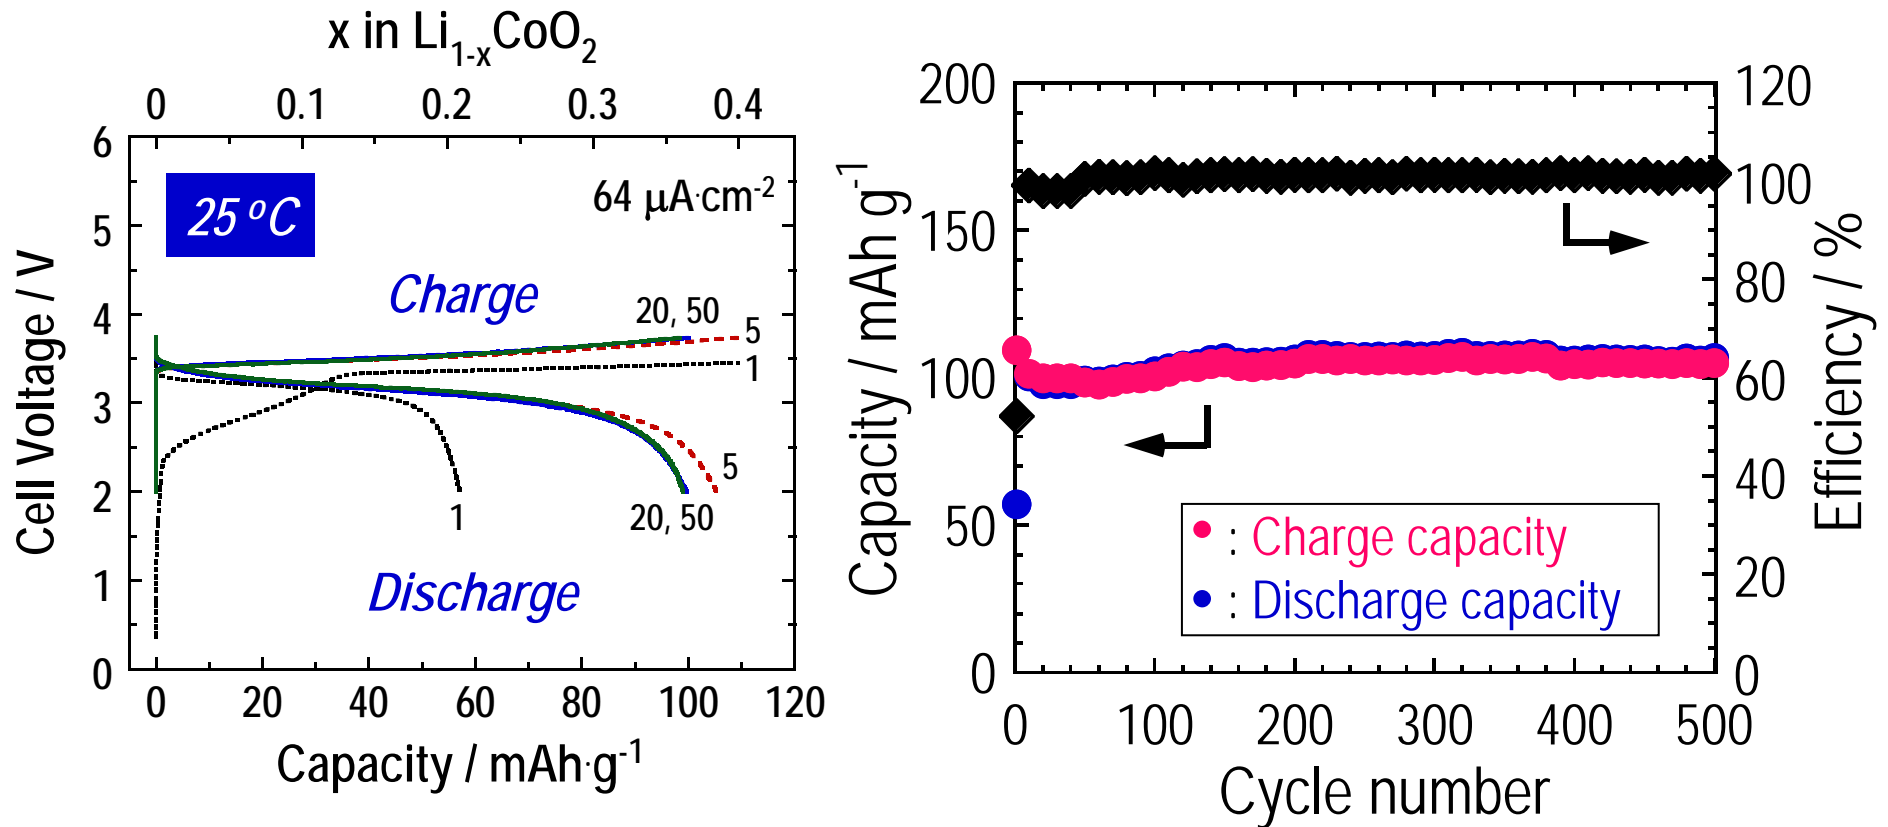 x in Li1-xCoO2
0 0.1 0.2 0.3 0.4
6
5
4
3
2
1
0
Cell Voltage / V
25 ºC
64 μA·cm-2
Charge
20, 50
5
1
1
5
20, 50
Discharge
0 20 40 60 80 100 120
Capacity / mAh·g-1
200
150
100
50
0
Capacity / mAh g-1
120
100
80
60
40
20
0
Efficiency / %
: Charge capacity
: Discharge capacity
0 100 200 300 400 500
Cycle number